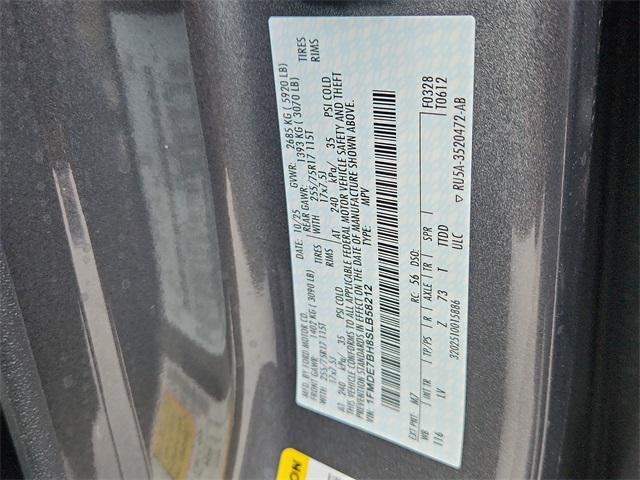 MFD. BY FORD MOTOR CO.
DATE: 10/25 GVWR: 2685 KG ( 5920 LB)
FRONT GAWR: 1402 KG ( 3090 LB) REAR GAWR: 1393 KG ( 3070 LB)
255/75R17 115T TIRES WITH 255/75R17 115T TIRES
17x7.5J RIMS 17x7.5J RIMS
AT 240 kPa/ 35 PSI COLD AT 240 kPa/ 35 PSI COLD
THIS VEHICLE CONFORMS TO ALL APPLICABLE FEDERAL MOTOR VEHICLE SAFETY AND THEFT
PREVENTION STANDARDS IN EFFECT ON THE DATE OF MANUFACTURE SHOWN ABOVE.
VIN: 1FMDE7BH8SLB58212 TYPE: MPV
F0328
T0612
EXT PNT: M7 RC: 56 DSO:
WB INT TR TP/PS R AXLE TR SPR
116 LV Z 73 T TTDD
ULC
3202510015886 RU5A-3520472-AB